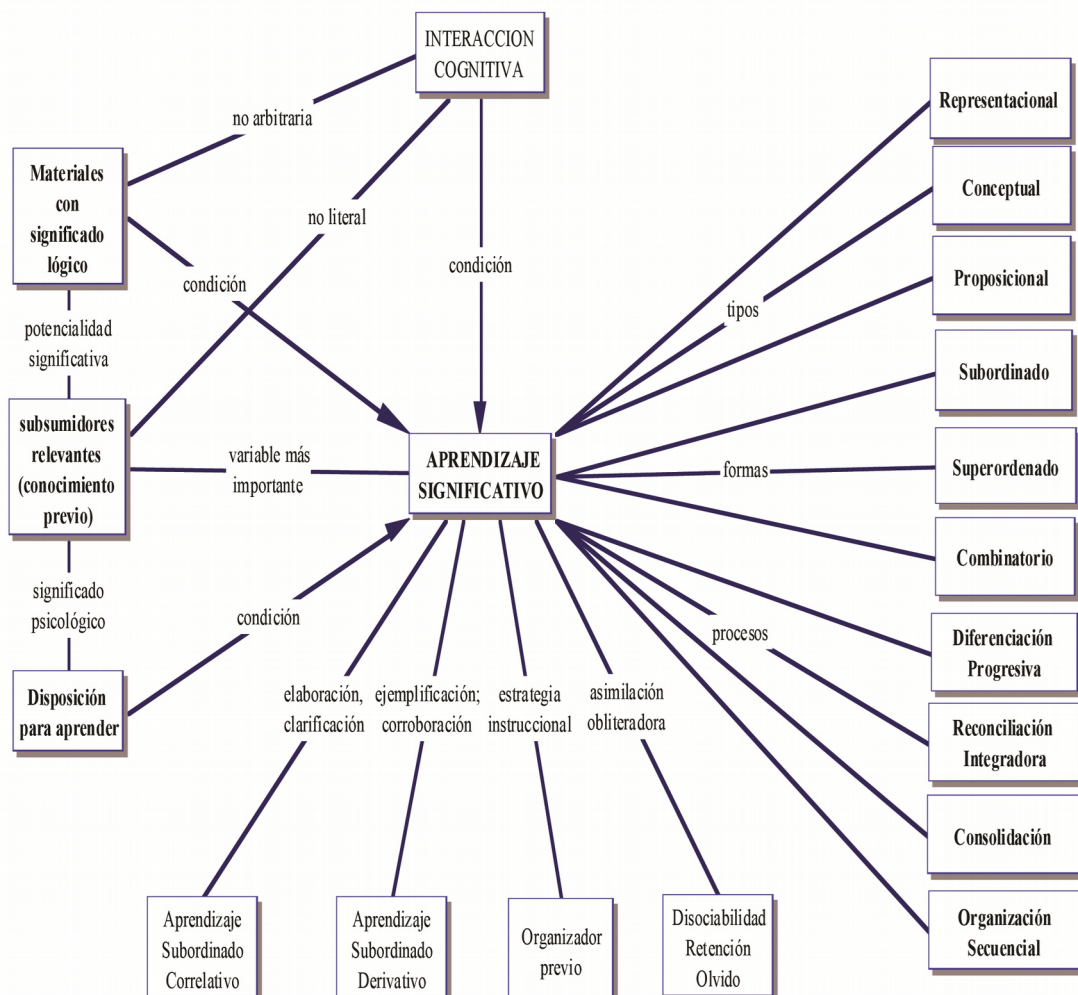 INTERACCION
COGNITIVA
no arbitraria
no literal
condición
Materiales
con
significado
lógico
condición
potencialidad
significativa
subsumidores
relevantes
(conocimiento
previo)
variable más
importante
significado
psicológico
Disposición
para aprender
condición
APRENDIZAJE
SIGNIFICATIVO
tipos
Representacional
Conceptual
Proposicional
formas
Subordinado
Superordenado
Combinatorio
procesos
Diferenciación
Progresiva
Reconciliación
Integradora
Consolidación
Organización
Secuencial
elaboración,
clarificación
ejemplificación;
corroboración
estrategia
instruccional
asimilación
obliteradora
Aprendizaje
Subordinado
Correlativo
Aprendizaje
Subordinado
Derivativo
Organizador
previo
Disociabilidad
Retención
Olvido